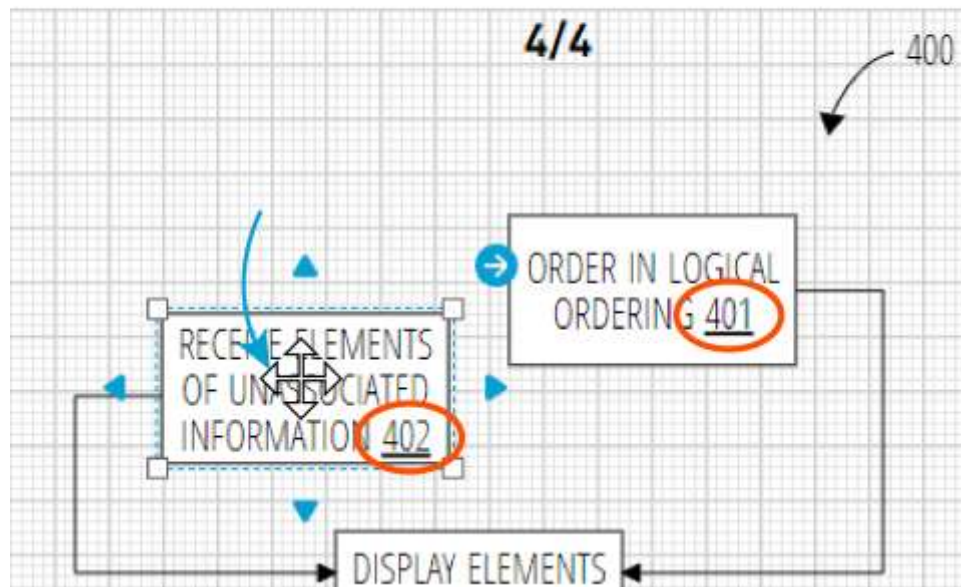 4/4
400
ORDER IN LOGICAL
ORDERING 401
RECEIVE ELEMENTS
OF UNASSOCIATED
INFORMATION 402
DISPLAY ELEMENTS